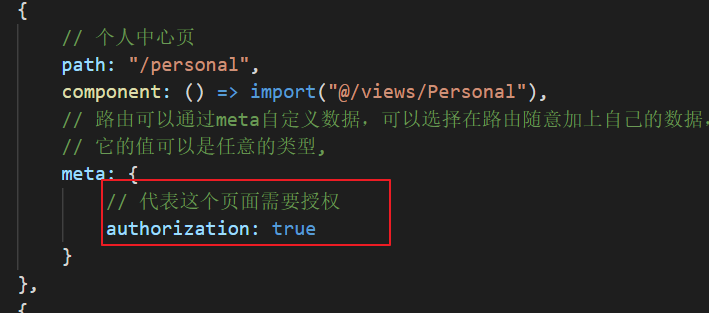 {
// 个人中心页
path: "/personal",
component: () => import("@/views/Personal"),
// 路由可以通过meta自定义数据，可以选择在路由随意加上自己的数据，
// 它的值可以是任意的类型,
meta: {
// 代表这个页面需要授权
authorization: true
}
},
{